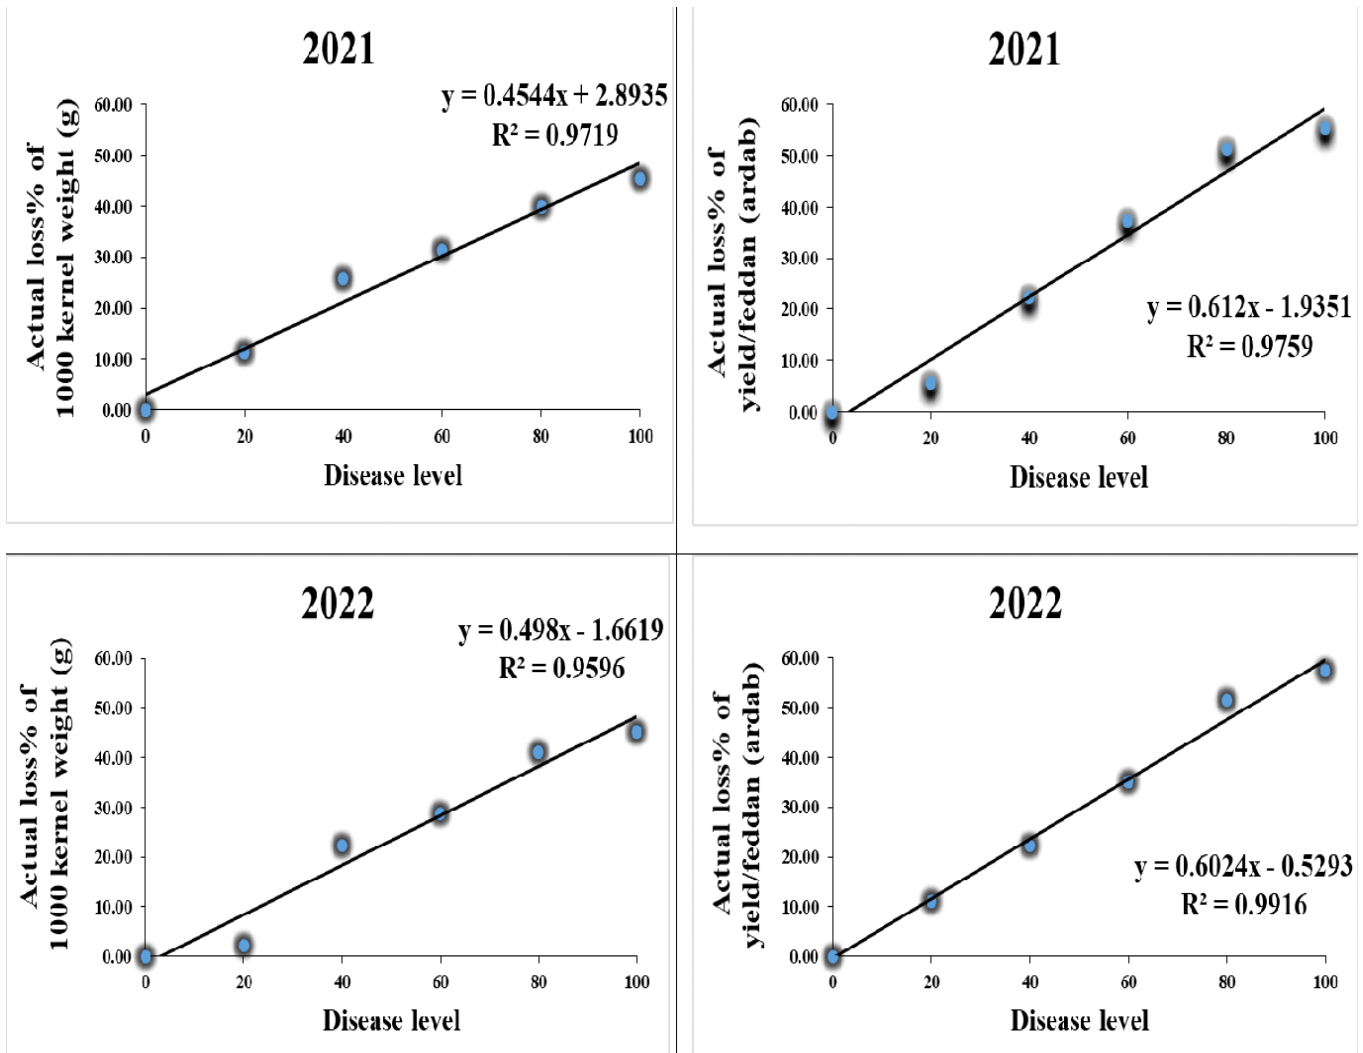 2021
y = 0.4544x + 2.8935
R² = 0.9719
Actual loss% of
1000 kernel weight (g)
60.00
50.00
40.00
30.00
20.00
10.00
0.00
0 20 40 60 80 100
Disease level
2021
y = 0.612x - 1.9351
R² = 0.9759
Actual loss% of
yield/feddan (ardab)
60.00
50.00
40.00
30.00
20.00
10.00
0.00
0 20 40 60 80 100
Disease level
2022
y = 0.498x - 1.6619
R² = 0.9596
Actual loss% of
1000 kernel weight (g)
60.00
50.00
40.00
30.00
20.00
10.00
0.00
0 20 40 60 80 100
Disease level
2022
y = 0.6024x - 0.5293
R² = 0.9916
Actual loss% of
yield/feddan (ardab)
60.00
50.00
40.00
30.00
20.00
10.00
0.00
0 20 40 60 80 100
Disease level